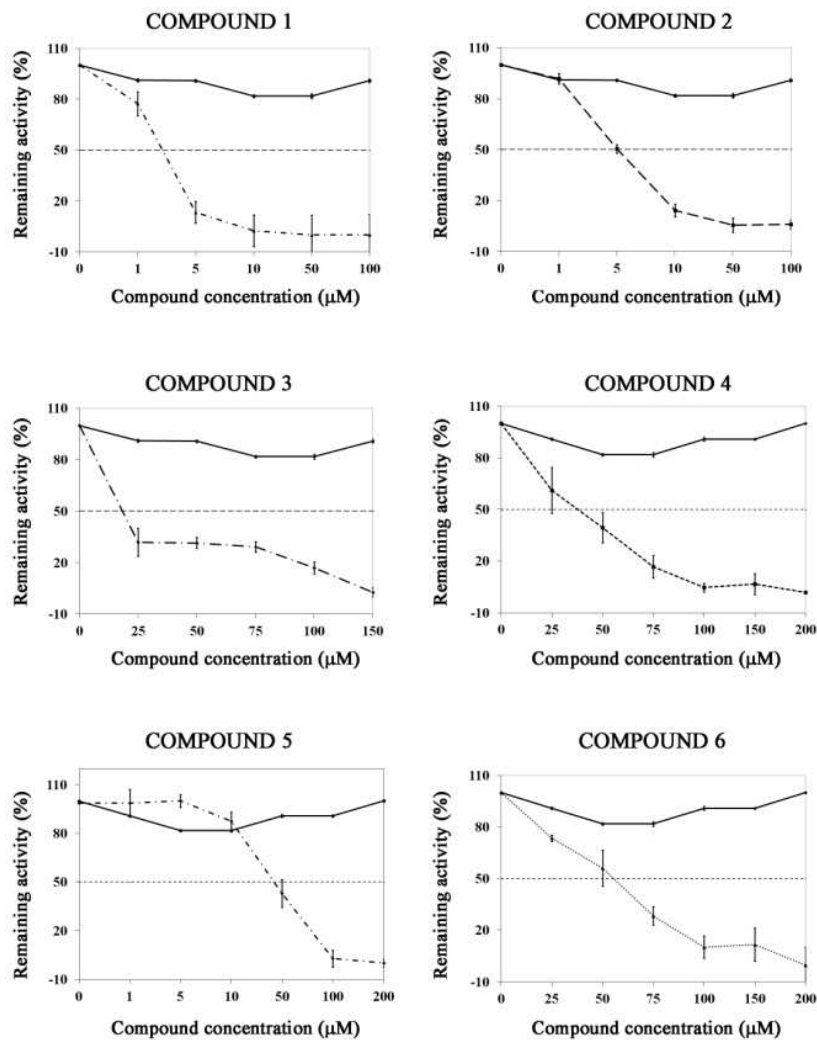 COMPOUND 1
Remaining activity (%)
110
80
50
20
-10
0 1 5 10 50 100
Compound concentration (μM)
COMPOUND 2
Remaining activity (%)
110
80
50
20
-10
0 1 5 10 50 100
Compound concentration (μM)
COMPOUND 3
Remaining activity (%)
110
80
50
20
-10
0 25 50 75 100 150
Compound concentration (μM)
COMPOUND 4
Remaining activity (%)
110
80
50
20
-10
0 25 50 75 100 150 200
Compound concentration (μM)
COMPOUND 5
Remaining activity (%)
110
80
50
20
-10
0 1 5 10 50 100 200
Compound concentration (μM)
COMPOUND 6
Remaining activity (%)
110
80
50
20
-10
0 25 50 75 100 150 200
Compound concentration (μM)